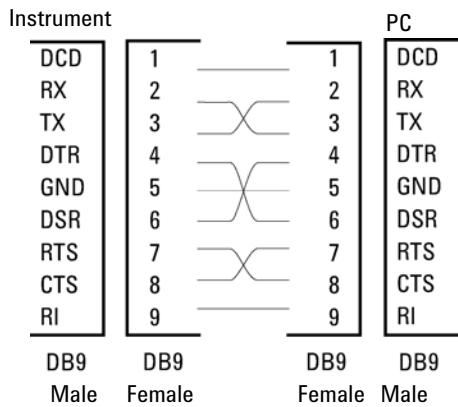 Instrument PC
DCD 1 1 DCD
RX 2 2 RX
TX 3 3 TX
DTR 4 4 DTR
GND 5 5 GND
DSR 6 6 DSR
RTS 7 7 RTS
CTS 8 8 CTS
RI 9 9 RI
DB9 DB9 DB9 DB9
Male Female Female Male